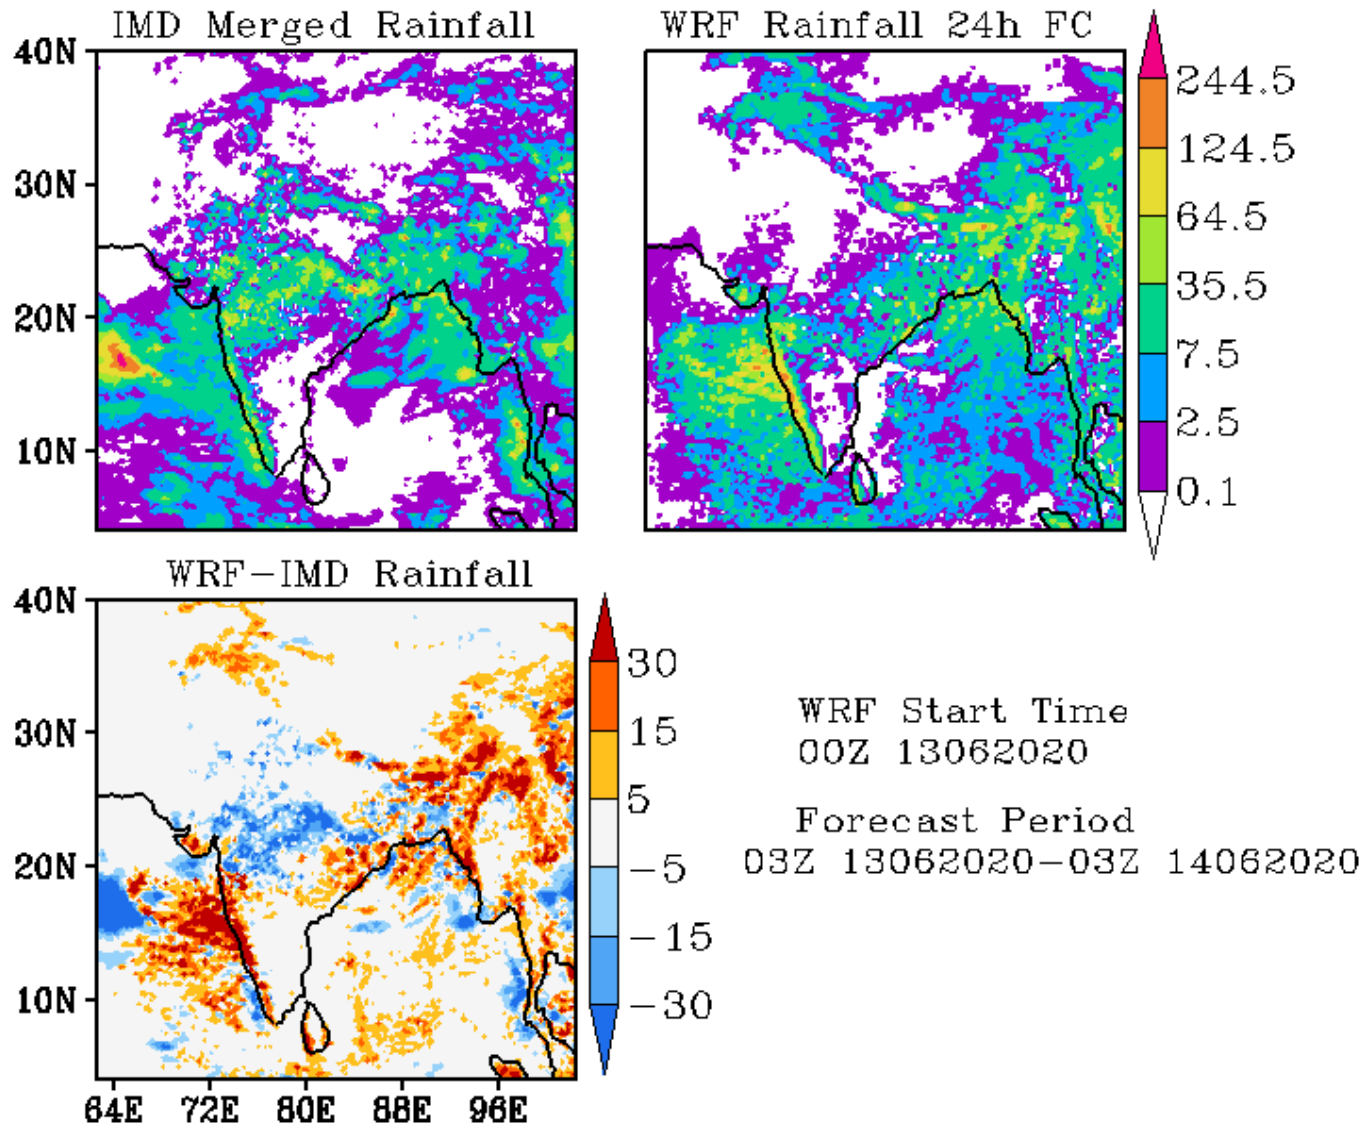 IMD Merged Rainfall
WRF Rainfall 24h FC
40N
30N
20N
10N
244.5
124.5
64.5
35.5
7.5
2.5
0.1
WRF-IMD Rainfall
40N
30N
20N
10N
64E 72E 80E 88E 96E
30
15
5
-5
-15
-30
WRF Start Time
00Z 13062020
Forecast Period
03Z 13062020-03Z 14062020